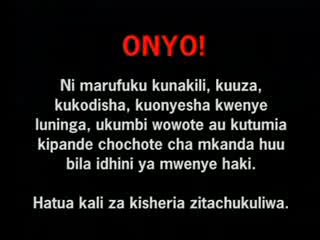 ONYO!
Ni marufuku kunakili, kuuza,
kukodisha, kuonyesha kwenye
luninga, ukumbi wowote au kutumia
kipande chochote cha mkanda huu
bila idhini ya mwenye haki.
Hatua kali za kisheria zitachukuliwa.